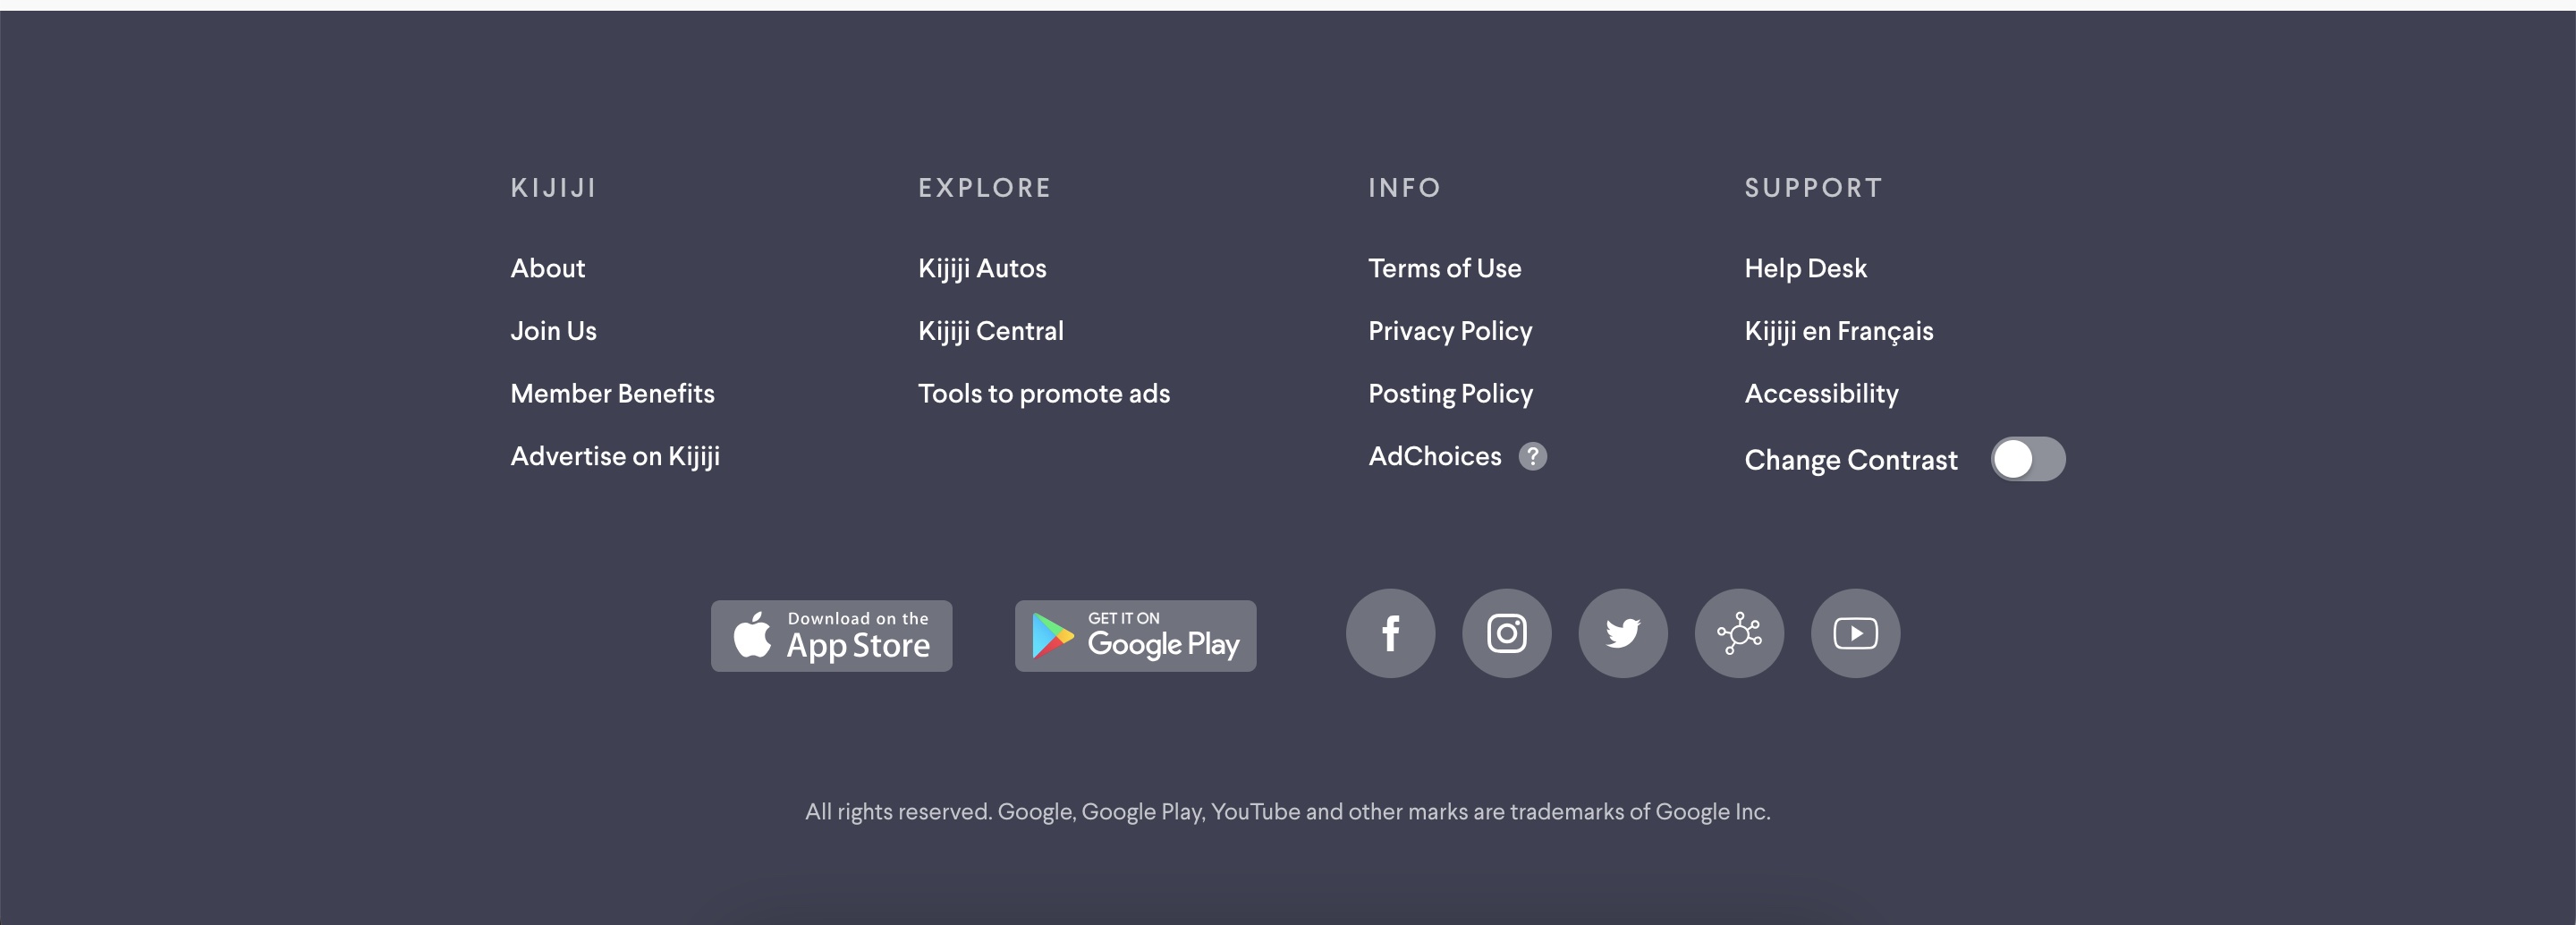 KIJIJI
About
Join Us
Member Benefits
Advertise on Kijiji
EXPLORE
Kijiji Autos
Kijiji Central
Tools to promote ads
INFO
Terms of Use
Privacy Policy
Posting Policy
AdChoices ?
SUPPORT
Help Desk
Kijiji en Français
Accessibility
Change Contrast
Download on the
App Store
GET IT ON
Google Play
All rights reserved. Google, Google Play, YouTube and other marks are trademarks of Google Inc.